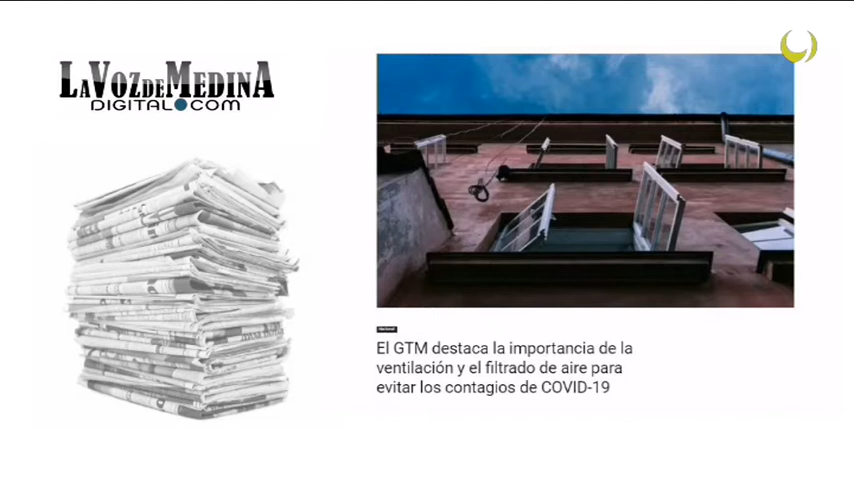 LAVOZDEMEDINA
DIGITAL.COM
Nacional
El GTM destaca la importancia de la
ventilación y el filtrado de aire para
evitar los contagios de COVID-19